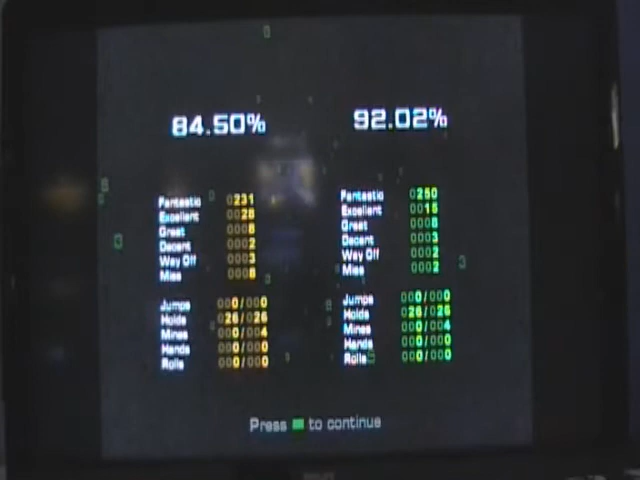 84.50% 92.02%
Fantastic 0231 Fantastic 0250
Excellent 0028 Excellent 0015
Great 0008 Great 0008
Decent 0002 Decent 0003
Way Off 0003 Way Off 0002
Miss 0008 Miss 0002
Jumps 000/000 Jumps 000/000
Holds 026/026 Holds 026/026
Mines 000/004 Mines 000/004
Hands 000/000 Hands 000/000
Rolls 000/000 Rolls 000/000
Press to continue